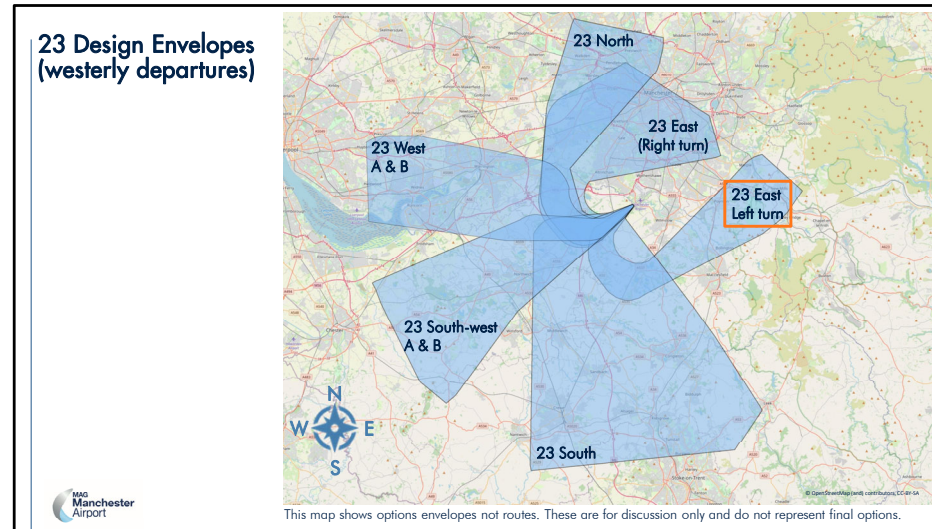 23 Design Envelopes
(westerly departures)
23 North
23 East
(Right turn)
23 West
A & B
23 East
Left turn
23 South-west
A & B
23 South
N
W
E
S
MAG
Manchester
Airport
© OpenStreetMap (and) contributors, CC-BY-SA
This map shows options envelopes not routes. These are for discussion only and do not represent final options.